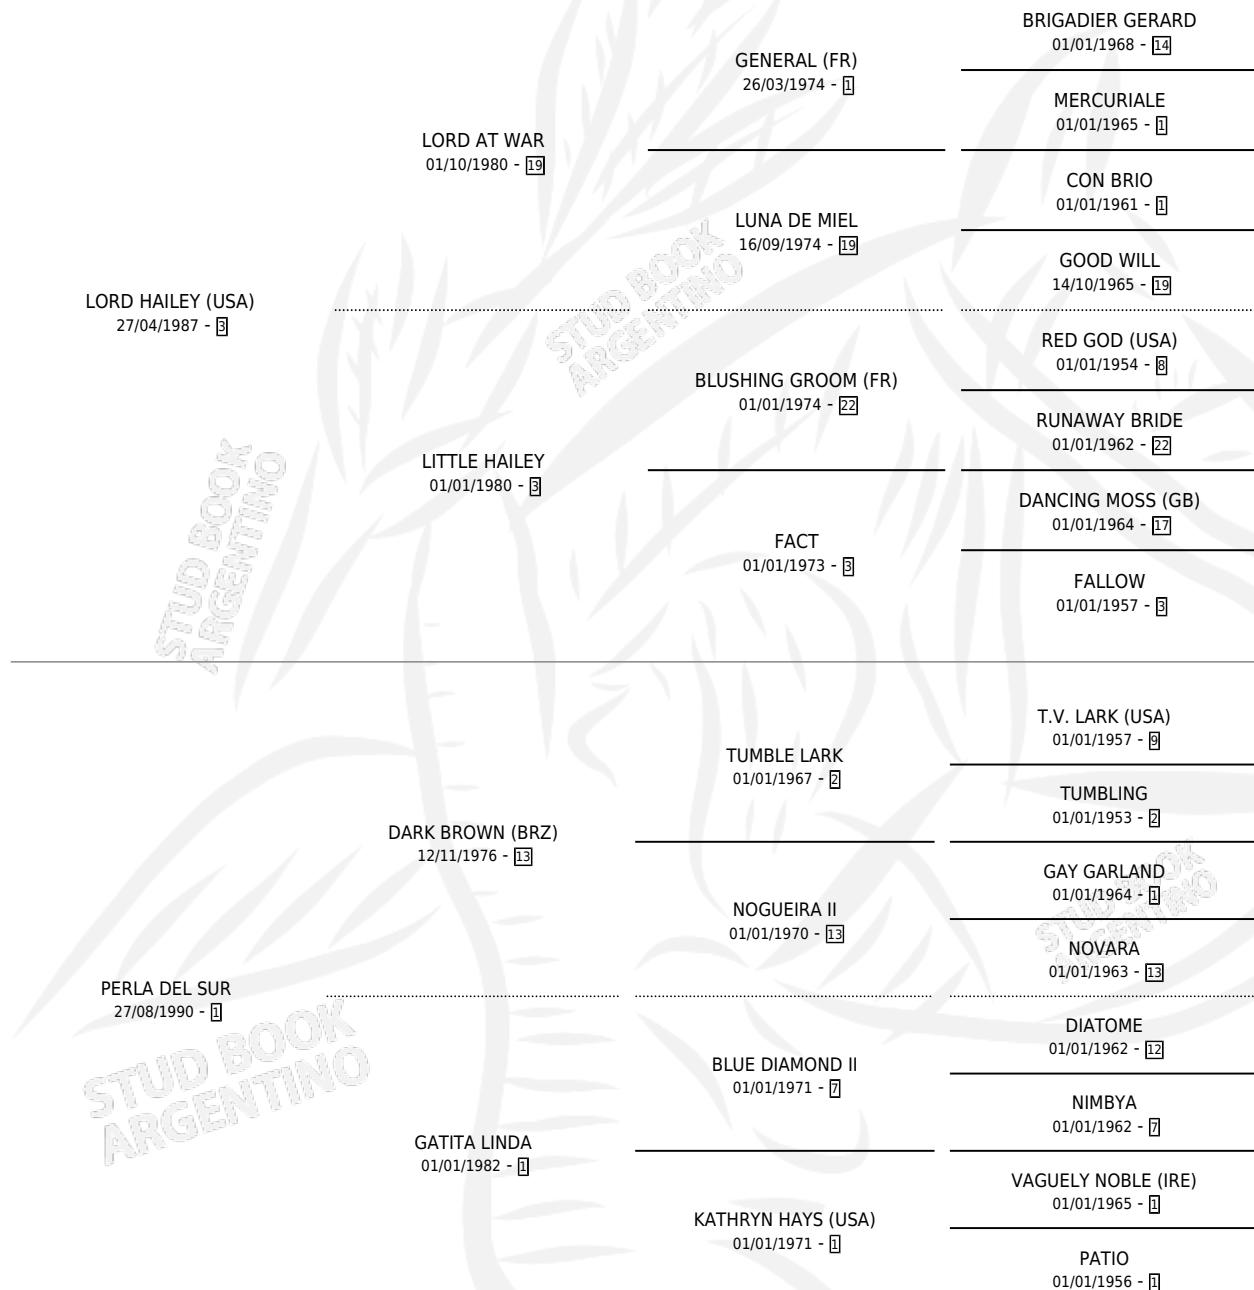 BRIGADIER GERARD
01/01/1968 - 14
GENERAL (FR)
26/03/1974 - 1
MERCURIALE
01/01/1965 - 1
LORD AT WAR
01/10/1980 - 19
CON BRIO
01/01/1961 - 1
LUNA DE MIEL
16/09/1974 - 19
GOOD WILL
14/10/1965 - 19
LORD HAILEY (USA)
27/04/1987 - 3
RED GOD (USA)
01/01/1954 - 8
BLUSHING GROOM (FR)
01/01/1974 - 22
RUNAWAY BRIDE
01/01/1962 - 22
LITTLE HAILEY
01/01/1980 - 3
DANCING MOSS (GB)
01/01/1964 - 17
FACT
01/01/1973 - 3
FALLOW
01/01/1957 - 3
T.V. LARK (USA)
01/01/1957 - 9
TUMBLE LARK
01/01/1967 - 2
TUMBLING
01/01/1953 - 2
DARK BROWN (BRZ)
12/11/1976 - 13
GAY GARLAND
01/01/1964 - 1
NOGUEIRA II
01/01/1970 - 13
NOVARA
01/01/1963 - 13
PERLA DEL SUR
27/08/1990 - 1
DIATOME
01/01/1962 - 12
BLUE DIAMOND II
01/01/1971 - 7
NIMBYA
01/01/1962 - 7
GATITA LINDA
01/01/1982 - 1
VAGUELY NOBLE (IRE)
01/01/1965 - 1
KATHRYN HAYS (USA)
01/01/1971 - 1
PATIO
01/01/1956 - 1
STUD BOOK
ARGENTINO
STUD BOOK
ARGENTINO
STUD BOOK
ARGENTINO
STUD BOOK
ARGENTINO